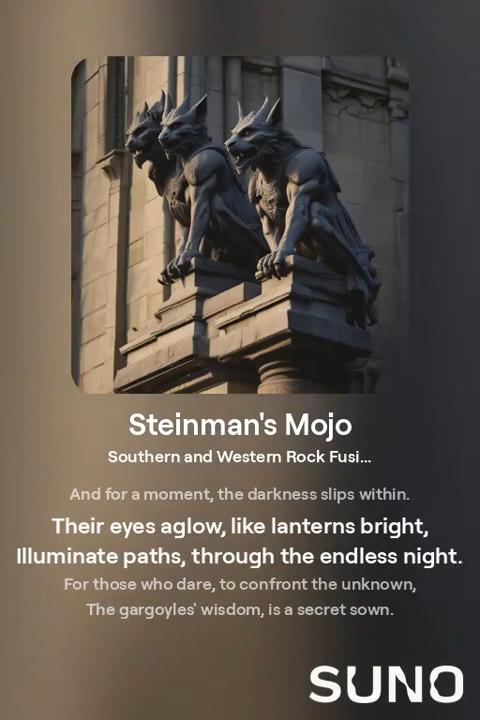 Steinman's Mojo
Southern and Western Rock Fusi...
And for a moment, the darkness slips within.
Their eyes aglow, like lanterns bright,
Illuminate paths, through the endless night.
For those who dare, to confront the unknown,
The gargoyles' wisdom, is a secret sown.
SUNO